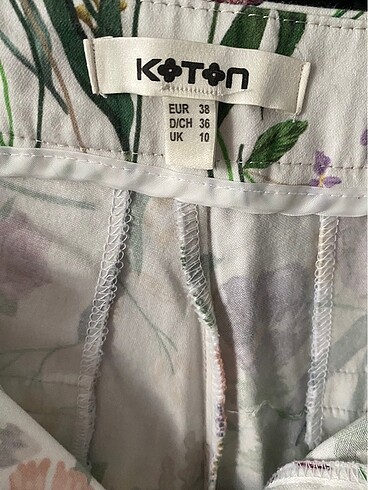 KOTON
EUR 38
D/CH 36
UK 10